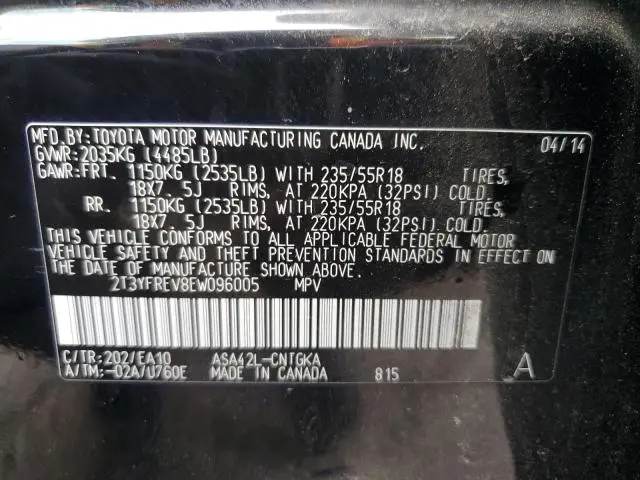 MFD.BY:TOYOTA MOTOR MANUFACTURING CANADA INC. 04/14
GVWR:2035KG (4485LB)
GAWR:FRT. 1150KG (2535LB) WITH 235/55R18 TIRES,
18X7.5J RIMS, AT 220KPA (32PSI) COLD
RR. 1150KG (2535LB) WITH 235/55R18 TIRES,
18X7.5J RIMS, AT 220KPA (32PSI) COLD
THIS VEHICLE CONFORMS TO ALL APPLICABLE FEDERAL MOTOR
VEHICLE SAFETY AND THEFT PREVENTION STANDARDS IN EFFECT ON
THE DATE OF MANUFACTURE SHOWN ABOVE.
2T3YFREV8EW096005 MPV
C/TR:202/EA10 ASA42L-CNTGKA
A/TM:-02A/U760E MADE IN CANADA 815 A